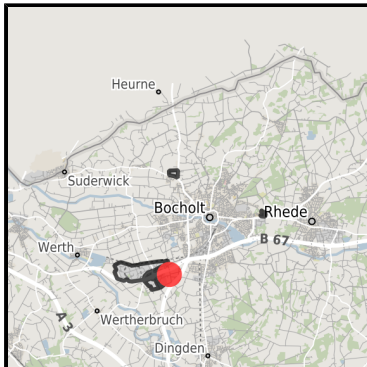 Heurne
Suderwick
Bocholt
Rhede
B 67
Werth
A 3
Wertherbruch
Dingden